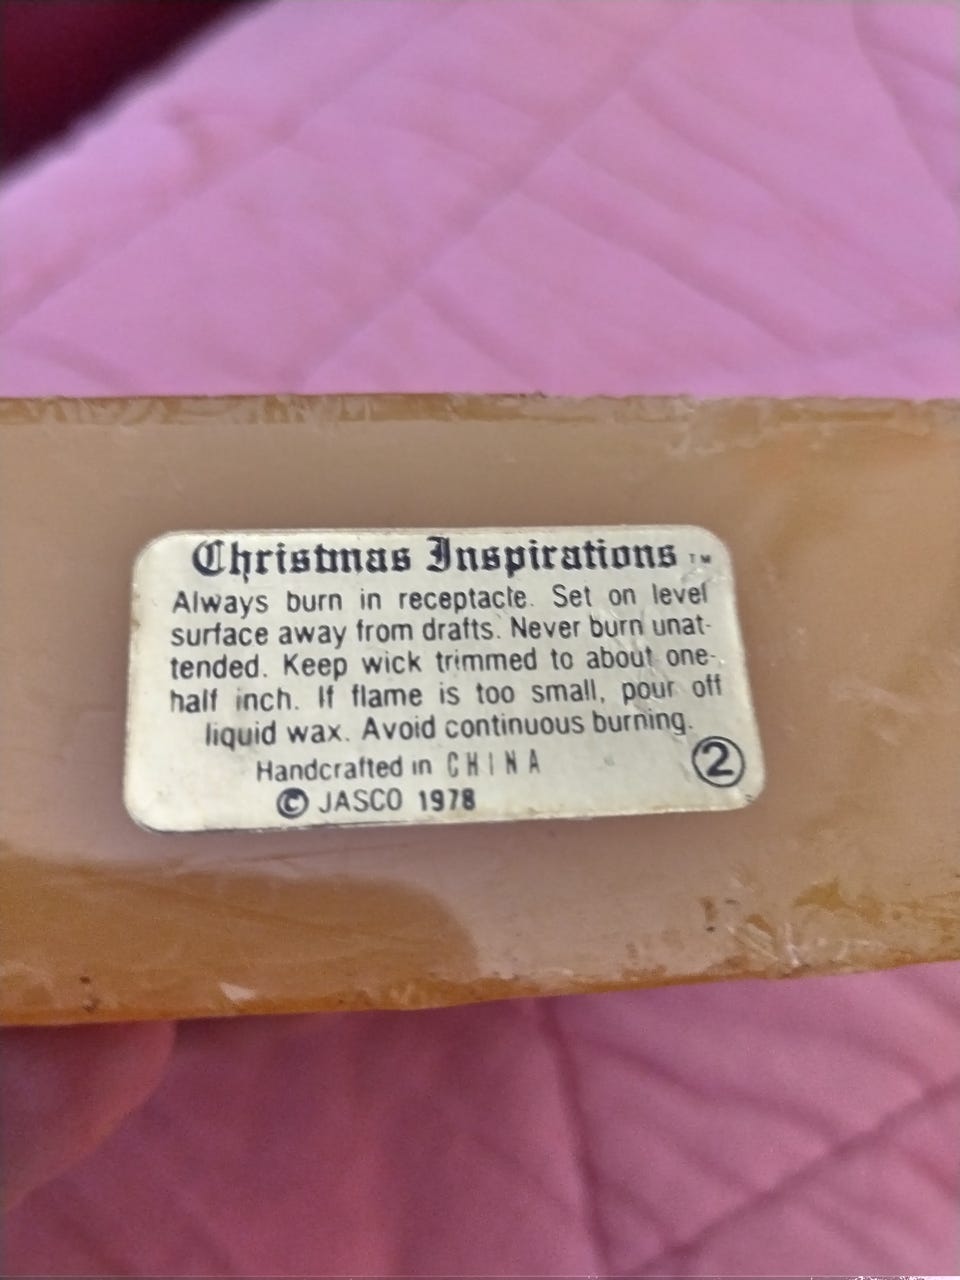 Christmas Inspirations ™
Always burn in receptacle. Set on level
surface away from drafts. Never burn unat-
tended. Keep wick trimmed to about one-
half inch. If flame is too small, pour off
liquid wax. Avoid continuous burning.
Handcrafted in CHINA
© JASCO 1978
②